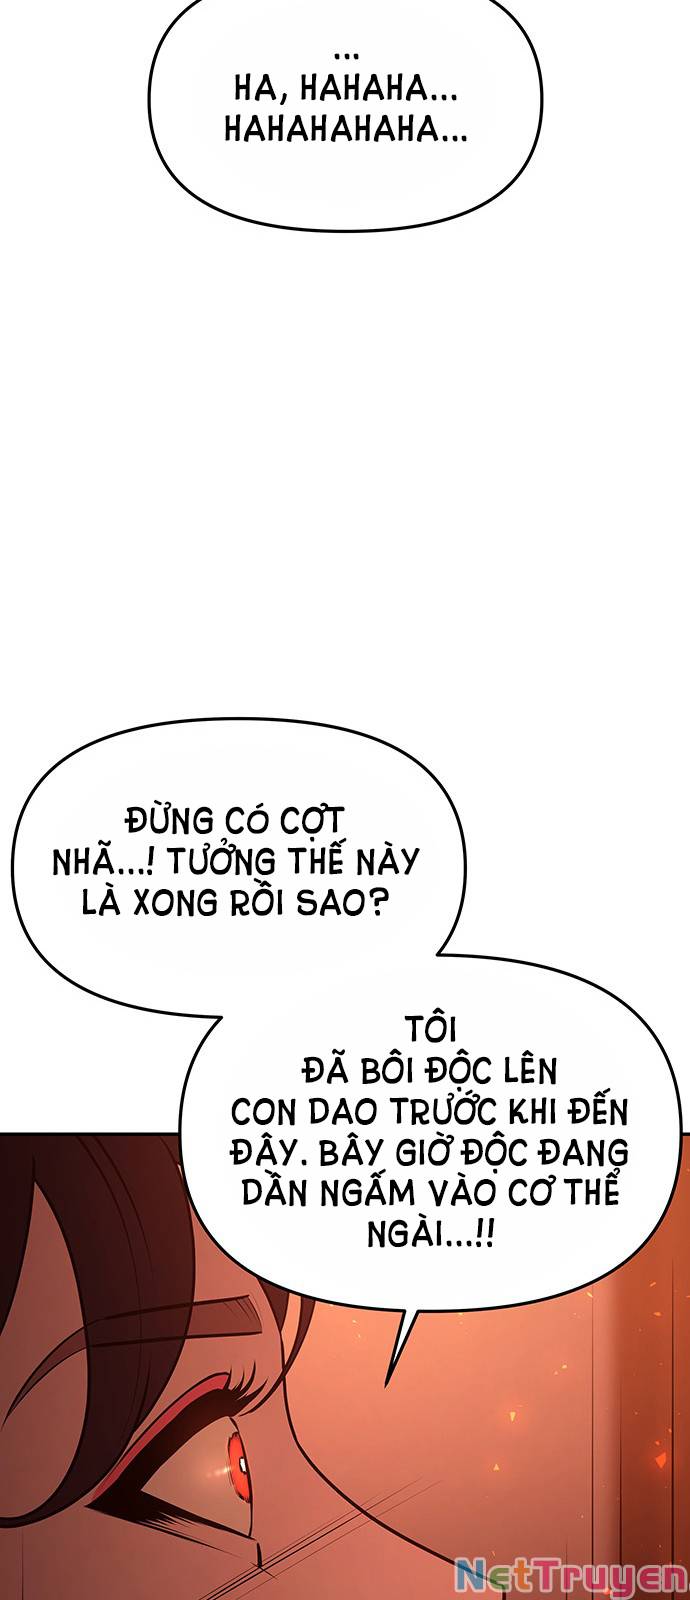 ...
HA, HAHAHA...
HAHAHAHAHA...
ĐỪNG CÓ CỢT
NHÃ...! TƯỞNG THẾ NÀY
LÀ XONG RỒI SAO?
TÔI
ĐÃ BÔI ĐỘC LÊN
CON DAO TRƯỚC KHI ĐẾN
ĐÂY. BÂY GIỜ ĐỘC ĐANG
DẦN NGẤM VÀO CƠ THỂ
NGÀI...!!
NETTRUYEN